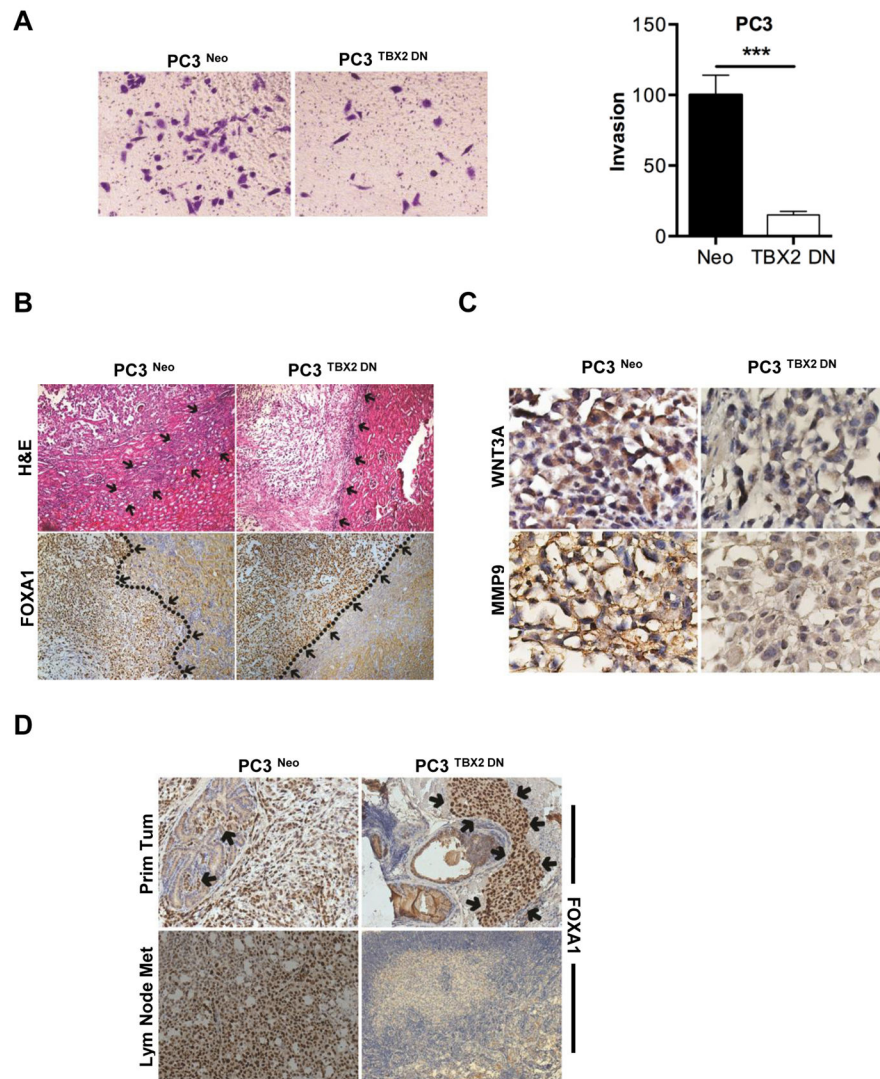 A
PC3 Neo
PC3 TBX2 DN
PC3
***
150
100
50
0
Invasion
Neo
TBX2 DN
B
PC3 Neo
PC3 TBX2 DN
H&E
FOXA1
C
PC3 Neo
PC3 TBX2 DN
WNT3A
MMP9
D
PC3 Neo
PC3 TBX2 DN
Prim Tum
Lym Node Met
FOXA1